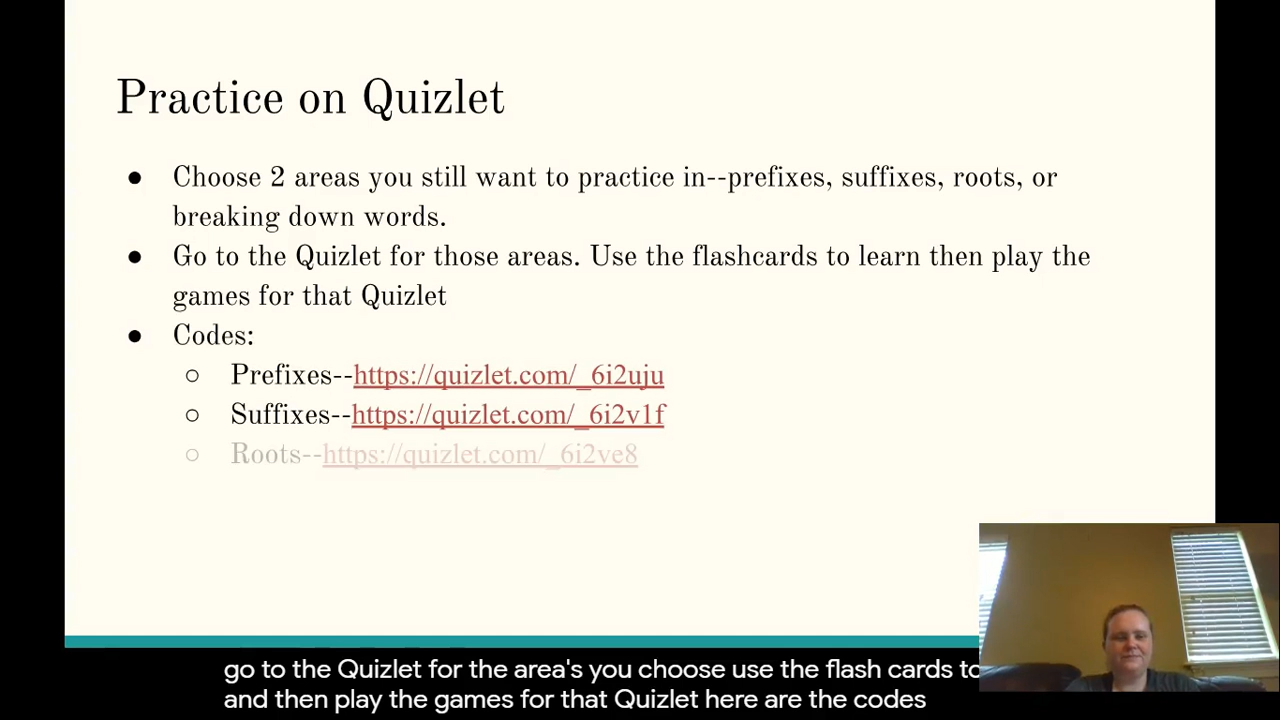 Practice on Quizlet
● Choose 2 areas you still want to practice in--prefixes, suffixes, roots, or
breaking down words.
● Go to the Quizlet for those areas. Use the flashcards to learn then play the
games for that Quizlet
● Codes:
○ Prefixes--https://quizlet.com/_6i2uju
○ Suffixes--https://quizlet.com/_6i2v1f
○ Roots--https://quizlet.com/_6i2ve8
go to the Quizlet for the area's you choose use the flash cards to
and then play the games for that Quizlet here are the codes